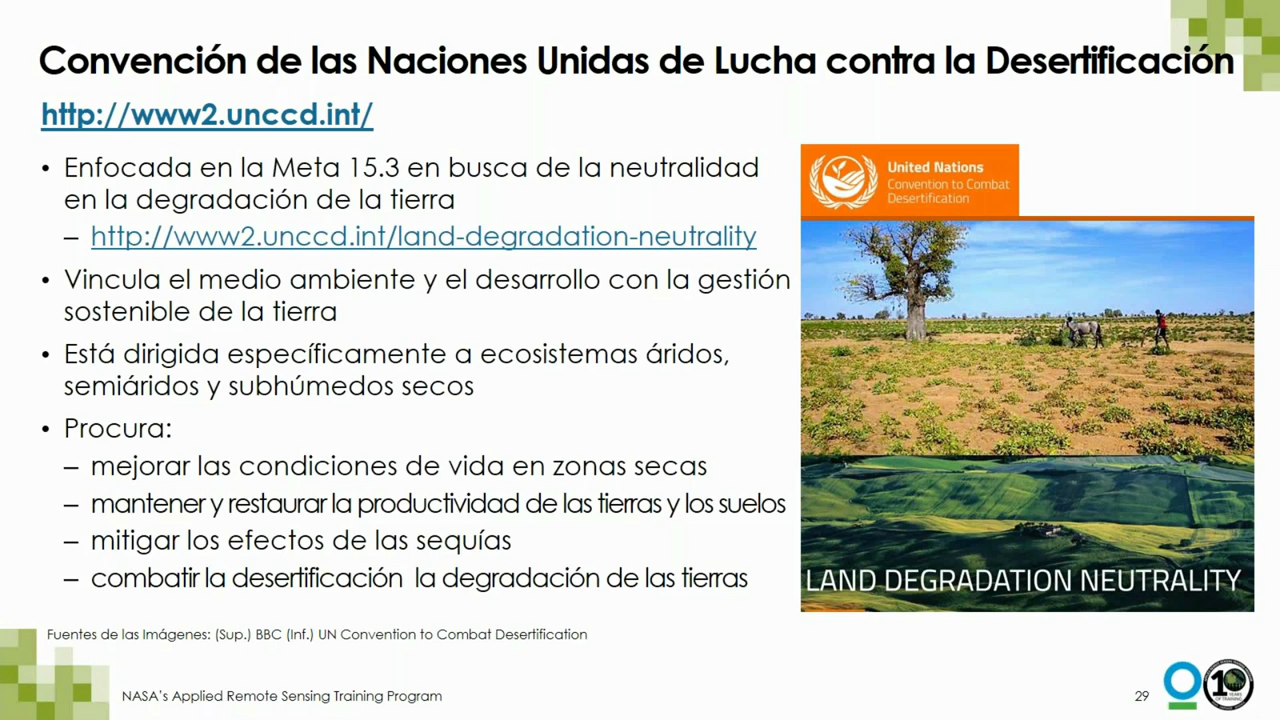 Convención de las Naciones Unidas de Lucha contra la Desertificación
http://www2.unccd.int/
• Enfocada en la Meta 15.3 en busca de la neutralidad
en la degradación de la tierra
– http://www2.unccd.int/land-degradation-neutrality
• Vincula el medio ambiente y el desarrollo con la gestión
sostenible de la tierra
• Está dirigida específicamente a ecosistemas áridos,
semiáridos y subhúmedos secos
• Procura:
– mejorar las condiciones de vida en zonas secas
– mantener y restaurar la productividad de las tierras y los suelos
– mitigar los efectos de las sequías
– combatir la desertificación  la degradación de las tierras
United Nations
Convention to Combat
Desertification
LAND DEGRADATION NEUTRALITY
Fuentes de las Imágenes: (Sup.) BBC (Inf.) UN Convention to Combat Desertification
NASA's Applied Remote Sensing Training Program
29
10
YEARS
OF TRAINING